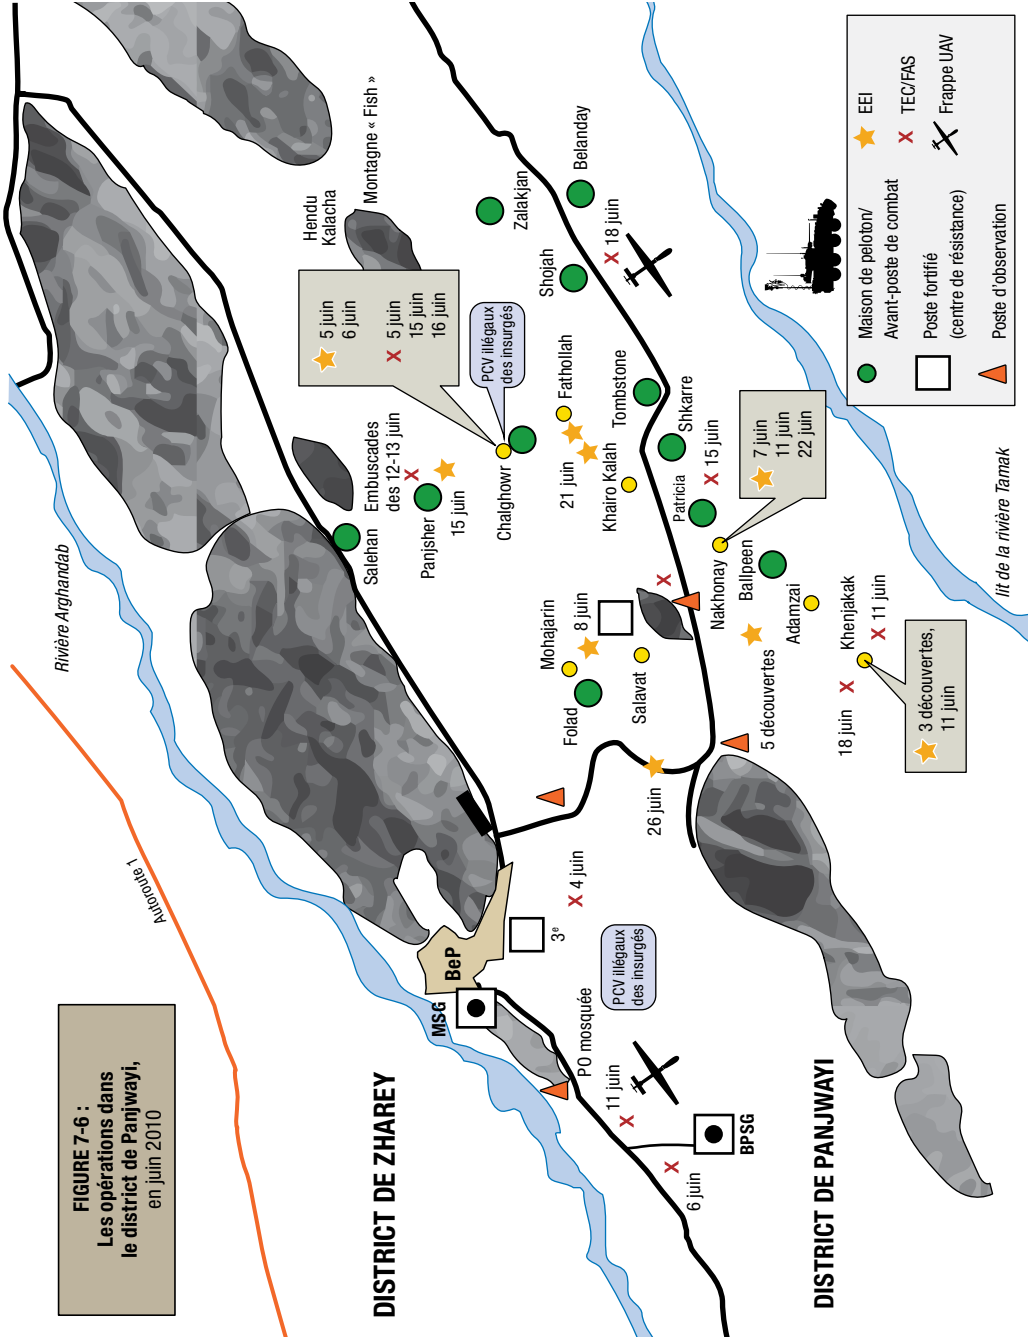 FIGURE 7-6 :
Les opérations dans
le district de Panjwayi,
en juin 2010
Autoroute 1
Rivière Arghandab
DISTRICT DE ZHAREY
MSG
BeP
3e
4 juin
PCV illégaux
des insurgés
PO mosquée
11 juin
6 juin
BPSG
DISTRICT DE PANJWAYI
Hendu
Kalacha
Montagne « Fish »
5 juin
6 juin
X
5 juin
15 juin
16 juin
PCV illégaux
des insurgés
Embuscades
des 12-13 juin
X
Salehan
Panjsher
15 juin
Chalghowr
Fathollah
21 juin
Khairo Kalah
Zalakjan
Belanday
Shojah
X
18 juin
Tombstone
Shkarre
Patricia
X
15 juin
7 juin
11 juin
22 juin
Nakhonay
Ballpeen
Adamzai
Mohajarin
8 juin
Folad
Salavat
X
26 juin
5 découvertes
Khenjakak
X
11 juin
18 juin
X
3 découvertes,
11 juin
X
X
X
lit de la rivière Tarnak
Maison de peloton/
Avant-poste de combat
Poste fortifié
(centre de résistance)
Poste d'observation
EEI
X
TEC/FAS
Frappe UAV